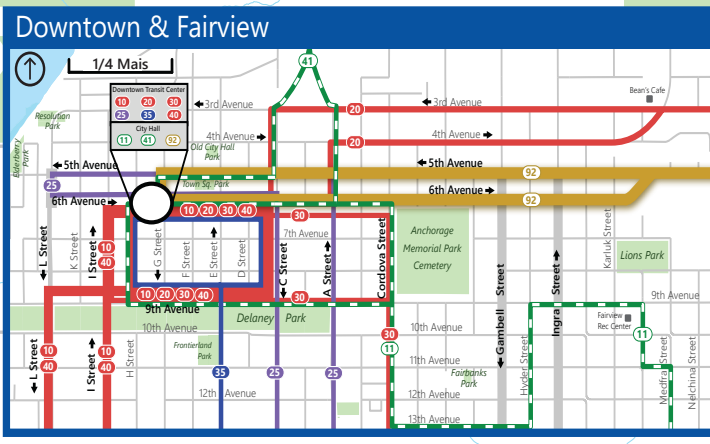 Downtown & Fairview
1/4 Mais
41
Downtown Transit Center
10 20 30
25 35 40
City Hall
11 41 92
Bean's Cafe
3rd Avenue
3rd Avenue
20
Resolution
Park
4th Avenue
4th Avenue
20
Elderberry
Park
Old City Hall
Park
5th Avenue
5th Avenue
92
25
Town Sq. Park
6th Avenue
6th Avenue
92
10 20 30 40
30
L Street
K Street
I Street
10
40
G Street
F Street
E Street
D Street
C Street
7th Avenue
A Street
Cordova Street
Anchorage
Memorial Park
Cemetery
Gambell Street
Ingra Street
Karluk Street
Lions Park
10 20 30 40
30
9th Avenue
9th Avenue
Delaney Park
10th Avenue
10th Avenue
Fairview
Rec Center
30
11
11
L Street
10
40
I Street
10
40
H Street
Frontierland
Park
35
25
25
11th Avenue
Fairbanks
Park
Hyder Street
Medfra Street
Nelchina Street
12th Avenue
12th Avenue
13th Avenue